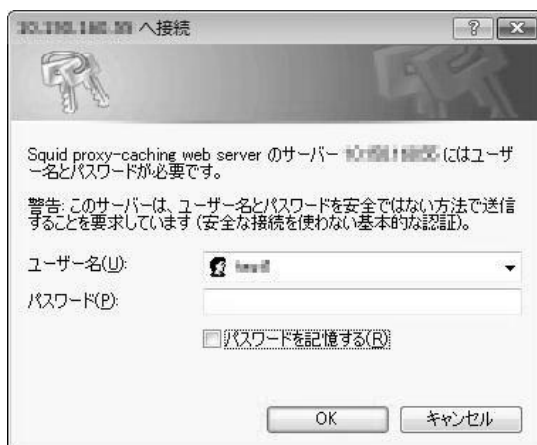 へ接続
Squid proxy-caching web server のサーバー にはユーザ
ー名とパスワードが必要です。
警告: このサーバーは、ユーザー名とパスワードを安全ではない方法で送信
することを要求しています (安全な接続を使わない基本的な認証)。
ユーザー名(U):
パスワード(P):
パスワードを記憶する(R)
OK キャンセル